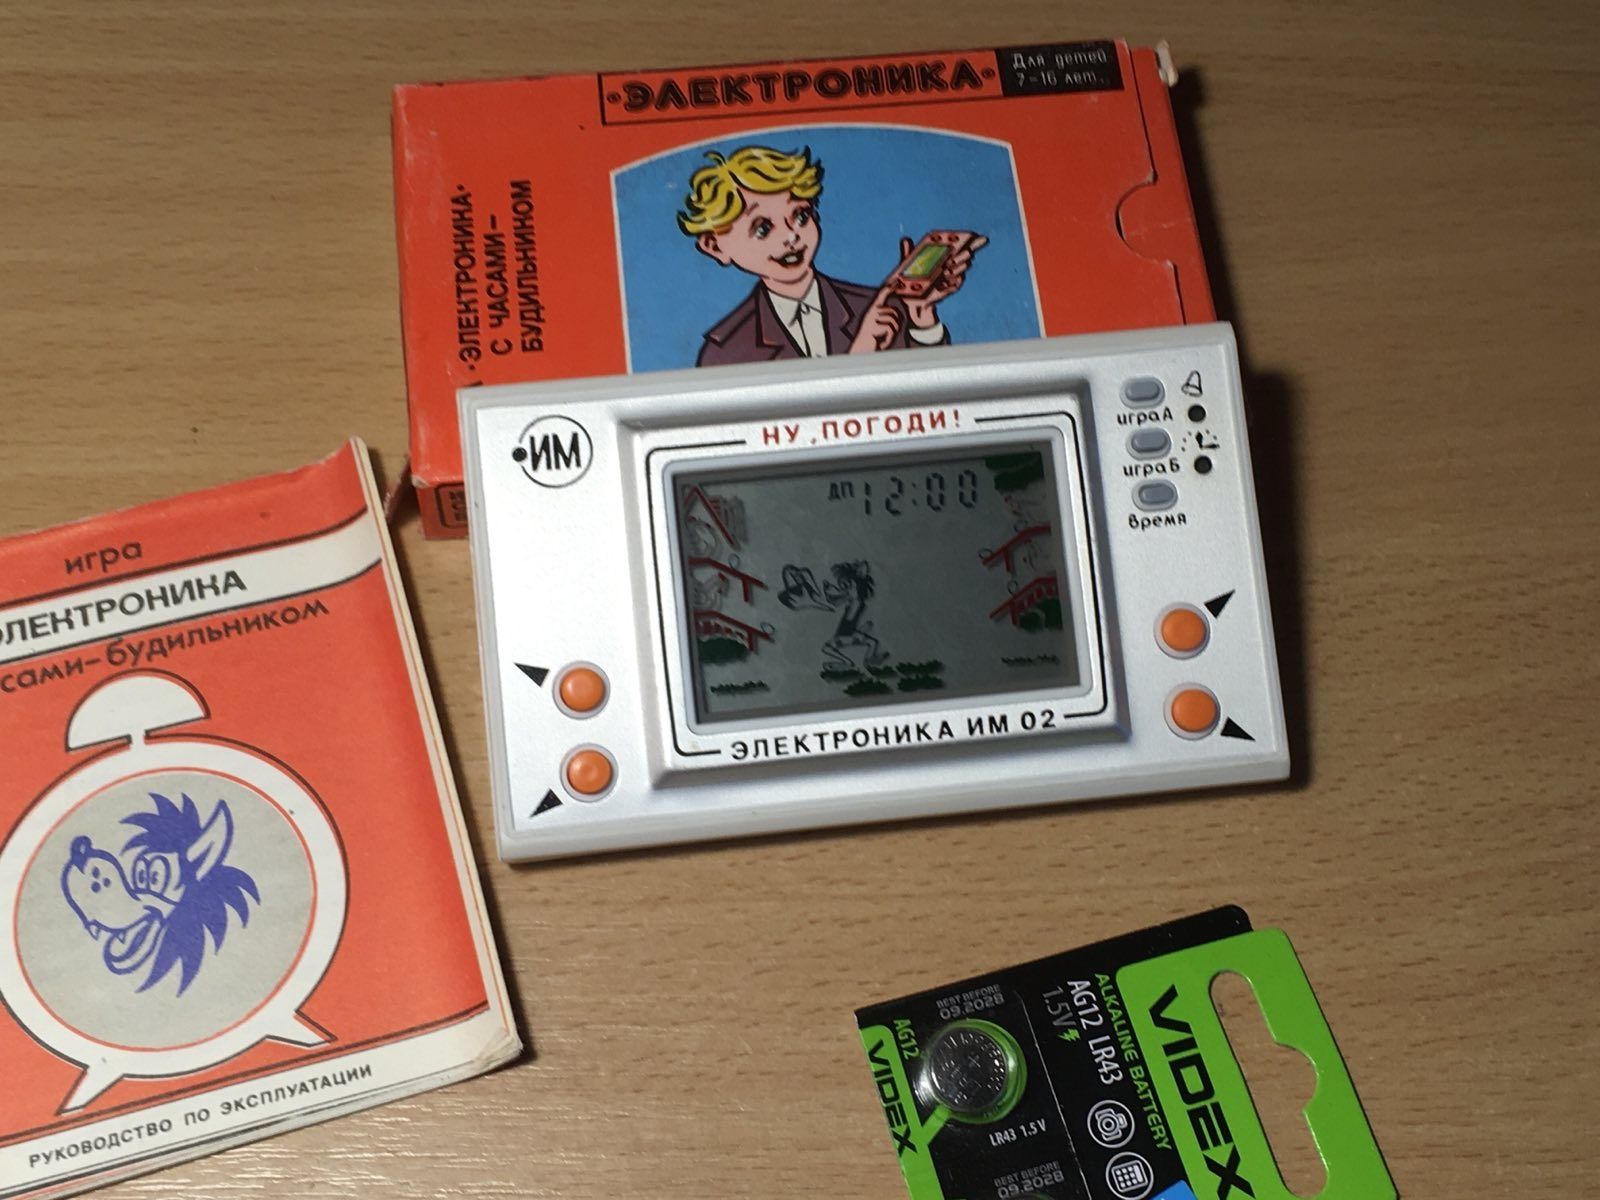 ·ЭЛЕКТРОНИКА·
Для детей
7–16 лет.
·ЭЛЕКТРОНИКА·
С ЧАСАМИ–
БУДИЛЬНИКОМ
·ИМ
НУ, ПОГОДИ!
ДП 12:00
ЭЛЕКТРОНИКА ИМ 02
игра А
игра Б
Время
игра
ЭЛЕКТРОНИКА
сами–будильником
РУКОВОДСТВО ПО ЭКСПЛУАТАЦИИ
VIDEX
ALKALINE BATTERY
AG12 LR43
1.5V
BEST BEFORE
09.2028
AG12
VIDEX
LR43 1.5V
BEST BEFORE
09.2028